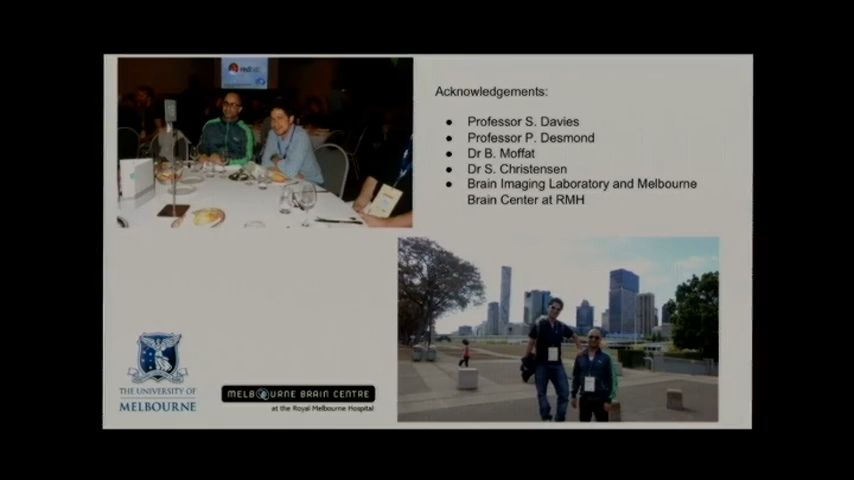 Acknowledgements:
● Professor S. Davies
● Professor P. Desmond
● Dr B. Moffat
● Dr S. Christensen
● Brain Imaging Laboratory and Melbourne
Brain Center at RMH
THE UNIVERSITY OF
MELBOURNE
MELBOURNE BRAIN CENTRE
at the Royal Melbourne Hospital